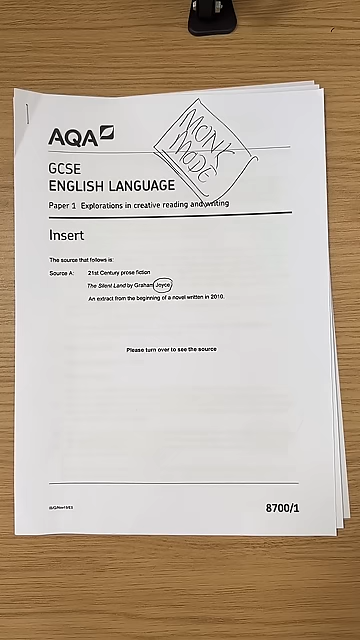 AQA
MONK
MODE
GCSE
ENGLISH LANGUAGE
Paper 1 Explorations in creative reading and writing
Insert
The source that follows is:
Source A: 21st Century prose fiction
The Silent Land by Graham Joyce
An extract from the beginning of a novel written in 2010.
Please turn over to see the source
8700/1